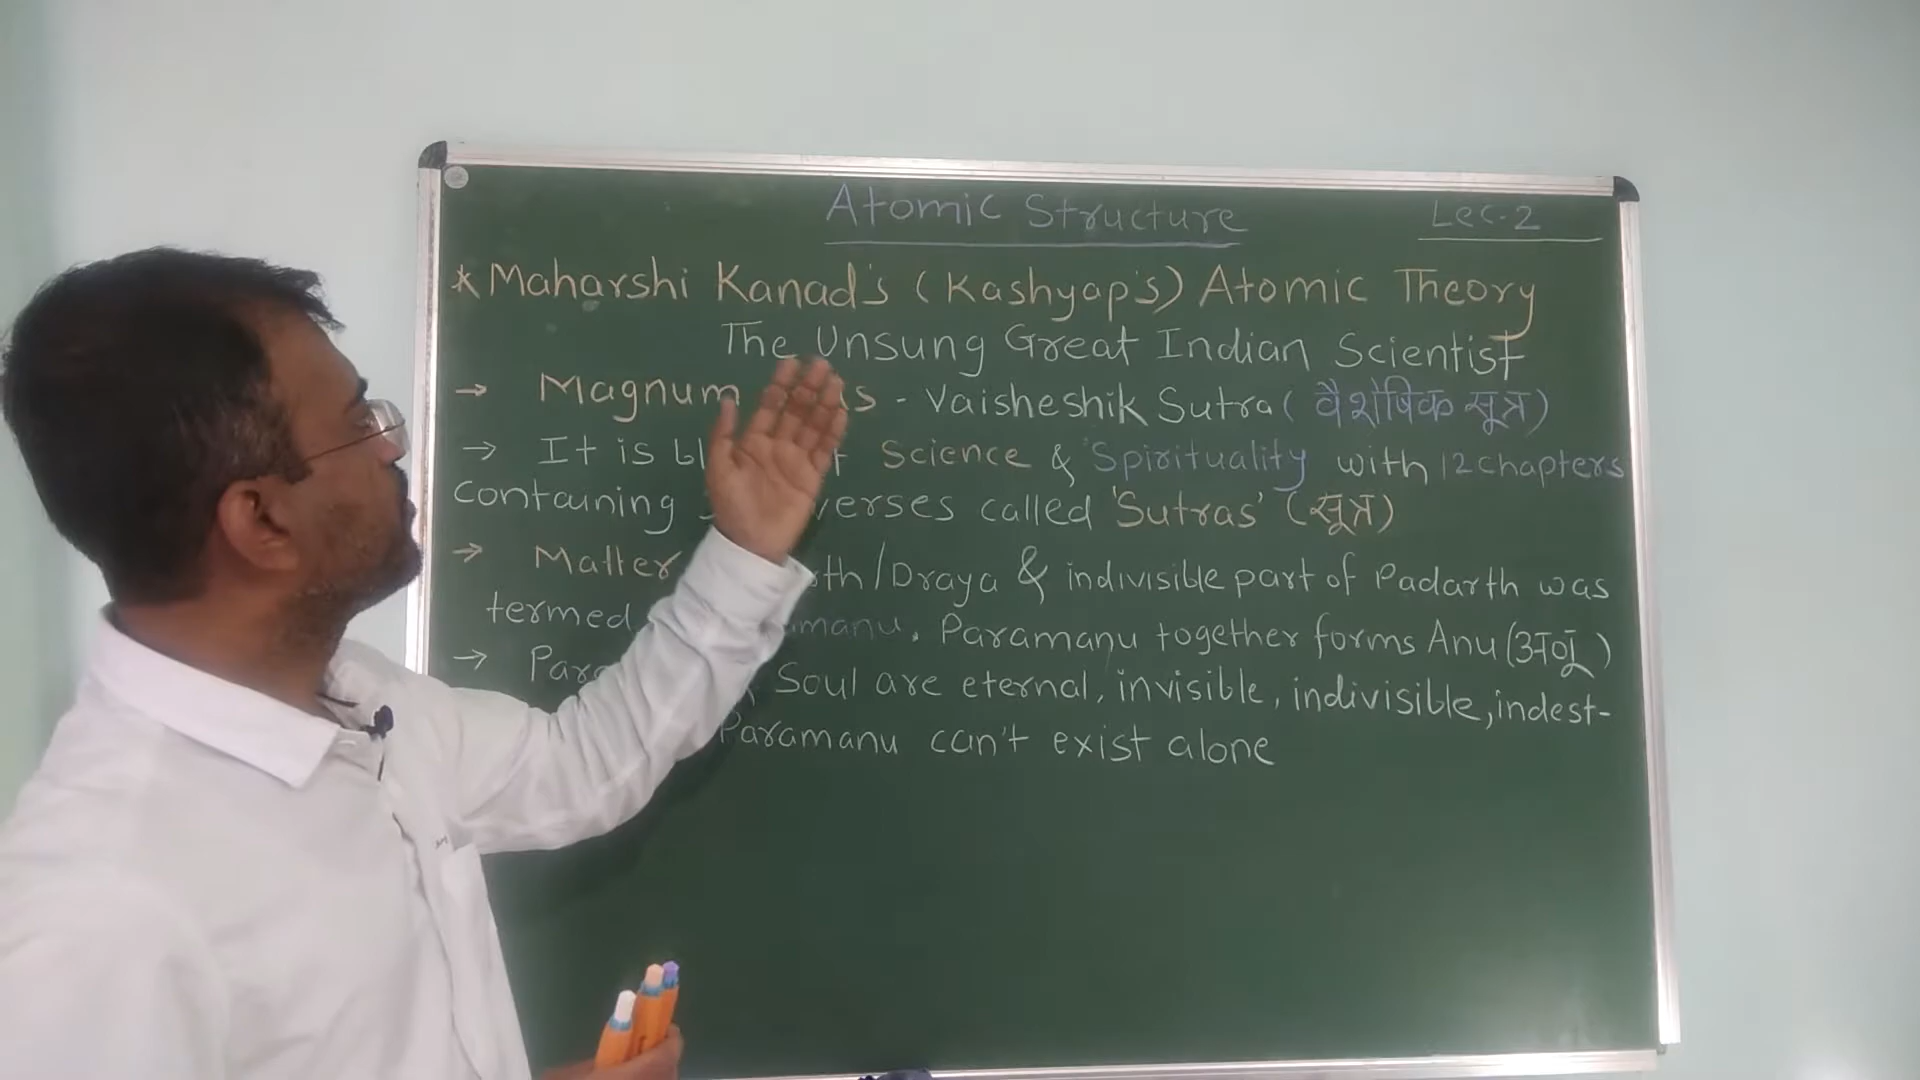 Atomic Structure
Lec-2
* Maharshi Kanad's (Kashyap's) Atomic Theory
The Unsung Great Indian Scientist
→ Magnum - Vaisheshik Sutra (वैशेषिक सूत्र)
→ It is Science & 'Spirituality with 12 chapters
containing verses called 'Sutras' (सूत्र)
→ Matter /Draya & indivisible part of Padarth was
termed Paramanu together forms Anu (अणु)
→ Soul are eternal, invisible, indivisible, indest-
Paramanu can't exist alone